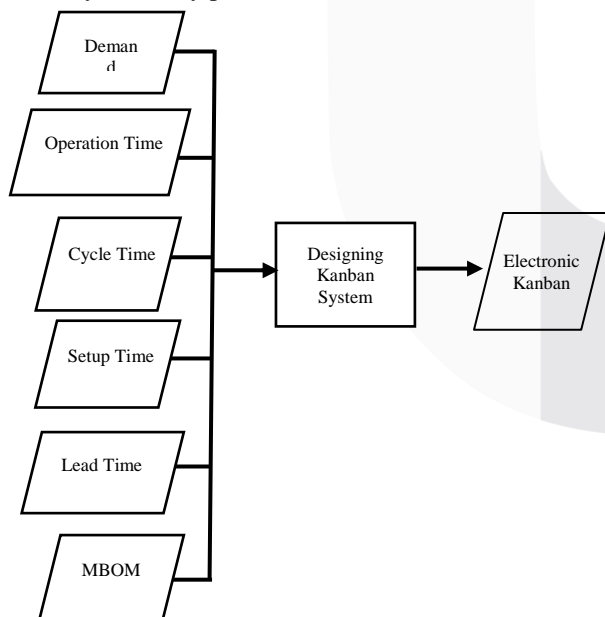 Deman
d
Operation Time
Cycle Time
Setup Time
Lead Time
MBOM
Designing
Kanban
System
Electronic
Kanban